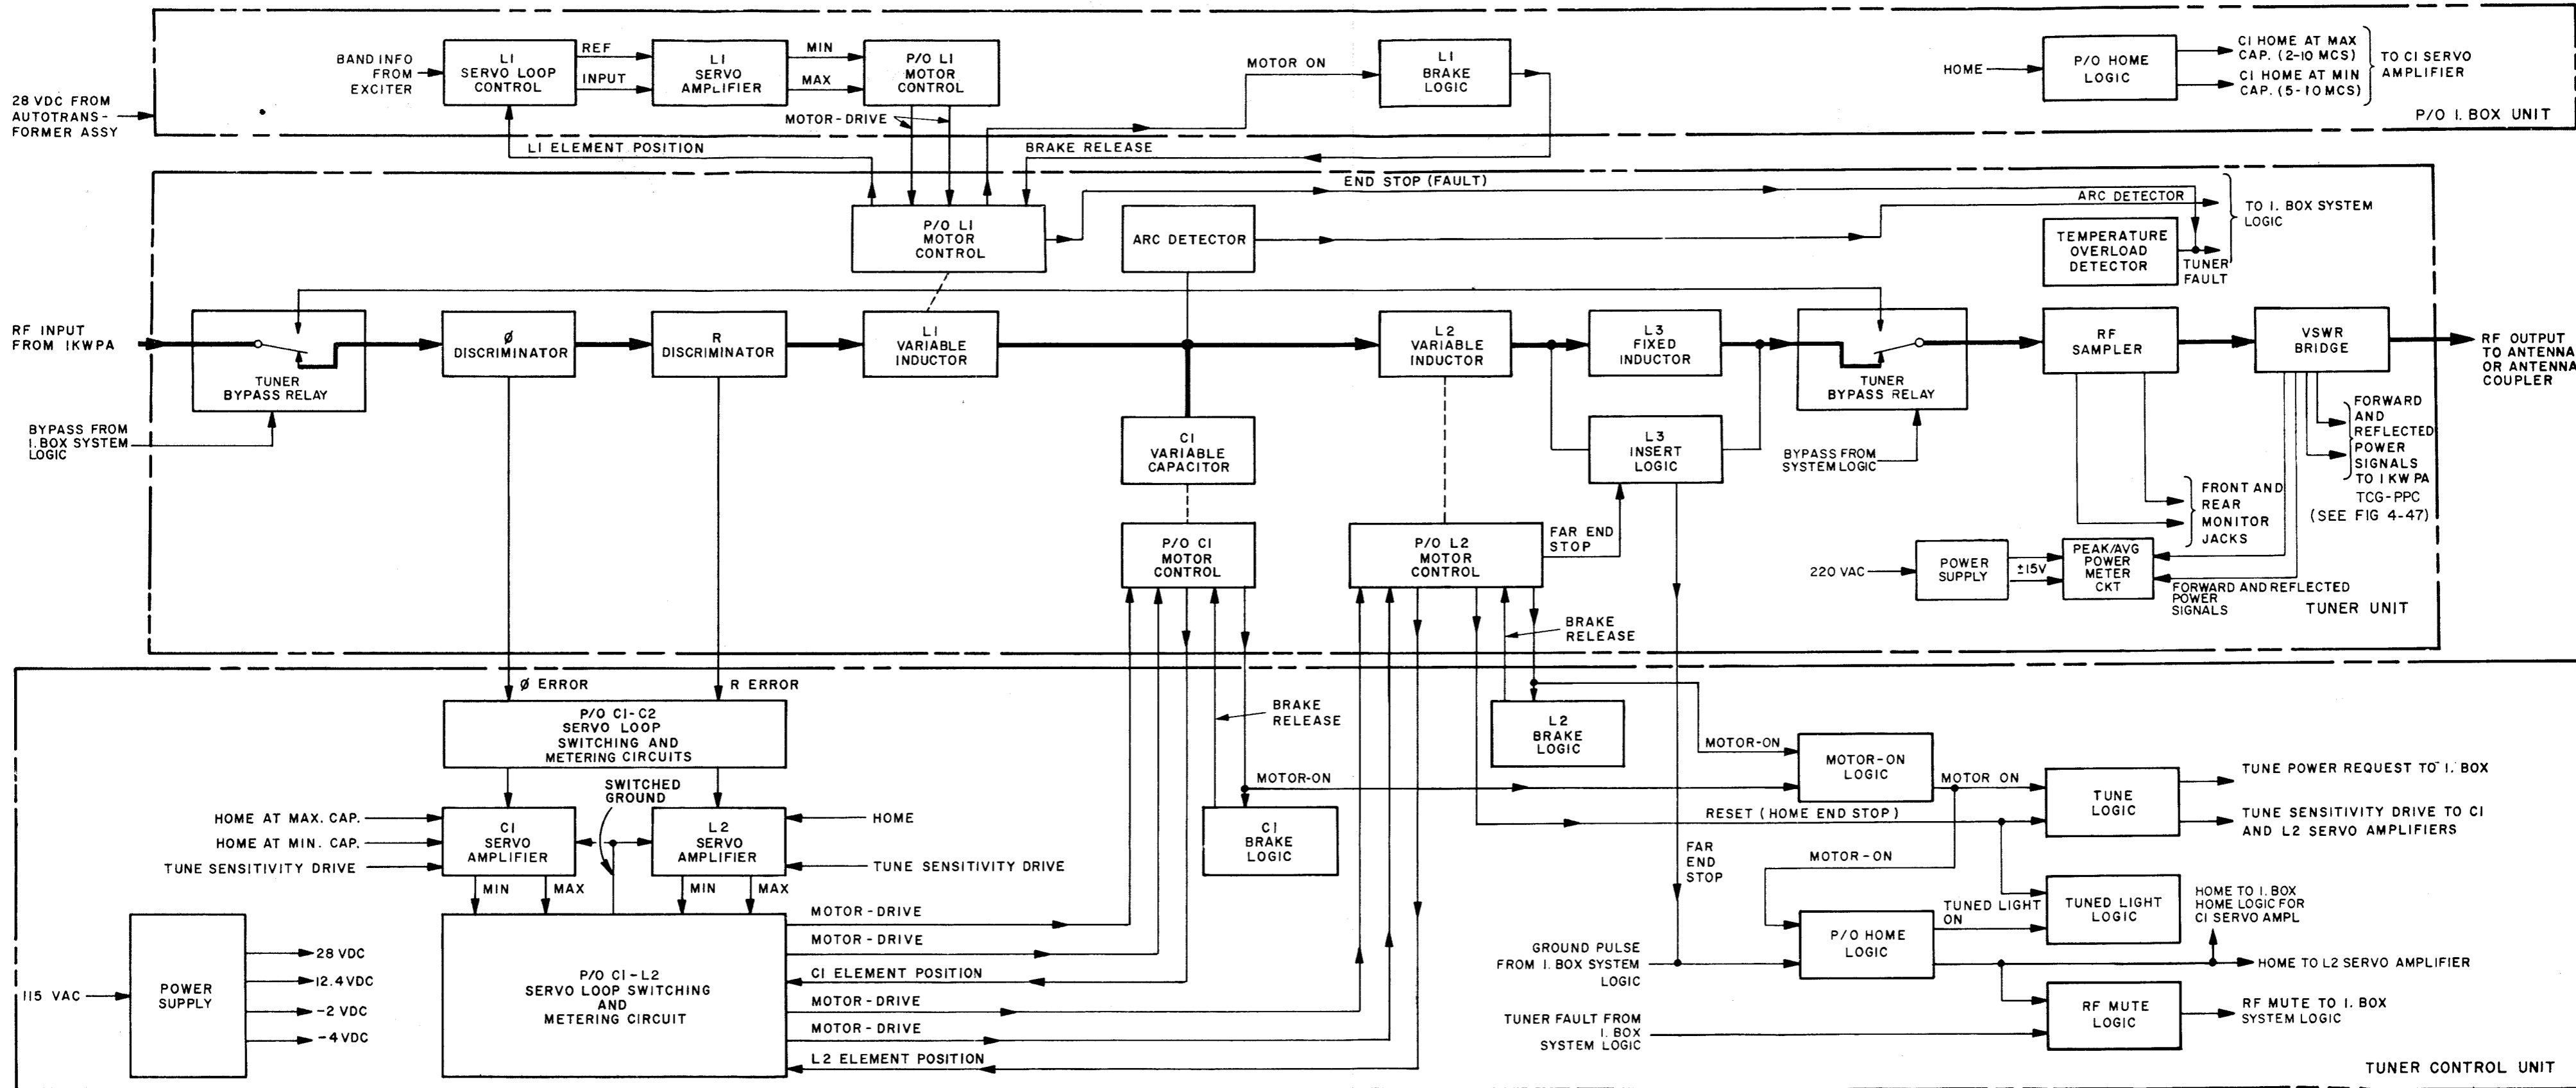 28 VDC FROM
AUTOTRANS-
FORMER ASSY
BAND INFO
FROM
EXCITER
L1
SERVO LOOP
CONTROL
REF
INPUT
L1
SERVO
AMPLIFIER
MIN
MAX
P/O L1
MOTOR
CONTROL
MOTOR-DRIVE
MOTOR ON
L1
BRAKE
LOGIC
HOME
P/O HOME
LOGIC
C1 HOME AT MAX
CAP. (2-10 MCS)
C1 HOME AT MIN
CAP. (5-10 MCS)
TO C1 SERVO
AMPLIFIER
P/O I. BOX UNIT
L1 ELEMENT POSITION
BRAKE RELEASE
P/O L1
MOTOR
CONTROL
END STOP (FAULT)
ARC DETECTOR
ARC DETECTOR
TO I. BOX SYSTEM
LOGIC
TEMPERATURE
OVERLOAD
DETECTOR
TUNER
FAULT
RF INPUT
FROM 1KWPA
TUNER
BYPASS RELAY
BYPASS FROM
I. BOX SYSTEM
LOGIC
Ø
DISCRIMINATOR
R
DISCRIMINATOR
L1
VARIABLE
INDUCTOR
C1
VARIABLE
CAPACITOR
L2
VARIABLE
INDUCTOR
L3
FIXED
INDUCTOR
L3
INSERT
LOGIC
TUNER
BYPASS RELAY
BYPASS FROM
SYSTEM LOGIC
RF
SAMPLER
VSWR
BRIDGE
RF OUTPUT
TO ANTENNA
OR ANTENNA
COUPLER
FORWARD
AND
REFLECTED
POWER
SIGNALS
TO 1KW PA
TCG-PPC
(SEE FIG 4-47)
FRONT AND
REAR
MONITOR
JACKS
P/O C1
MOTOR
CONTROL
P/O L2
MOTOR
CONTROL
FAR END
STOP
220 VAC
POWER
SUPPLY
±15V
PEAK/AVG
POWER
METER
CKT
FORWARD AND REFLECTED
POWER
SIGNALS
TUNER UNIT
BRAKE
RELEASE
Ø ERROR
R ERROR
P/O C1-C2
SERVO LOOP
SWITCHING AND
METERING CIRCUITS
BRAKE
RELEASE
L2
BRAKE
LOGIC
SWITCHED
GROUND
MOTOR-ON
MOTOR-ON
MOTOR-ON
LOGIC
MOTOR ON
TUNE
LOGIC
TUNE POWER REQUEST TO I. BOX
TUNE SENSITIVITY DRIVE TO C1
AND L2 SERVO AMPLIFIERS
HOME AT MAX. CAP.
HOME AT MIN. CAP.
TUNE SENSITIVITY DRIVE
C1
SERVO
AMPLIFIER
L2
SERVO
AMPLIFIER
HOME
TUNE SENSITIVITY DRIVE
C1
BRAKE
LOGIC
RESET (HOME END STOP)
MOTOR-ON
FAR
END
STOP
MIN
MAX
MIN
MAX
TUNED LIGHT
ON
TUNED LIGHT
LOGIC
HOME TO I. BOX
HOME LOGIC FOR
C1 SERVO AMPL
115 VAC
POWER
SUPPLY
28 VDC
12.4 VDC
-2 VDC
-4VDC
P/O C1-L2
SERVO LOOP SWITCHING
AND
METERING CIRCUIT
MOTOR-DRIVE
MOTOR-DRIVE
C1 ELEMENT POSITION
MOTOR-DRIVE
MOTOR-DRIVE
L2 ELEMENT POSITION
GROUND PULSE
FROM I. BOX SYSTEM
LOGIC
P/O HOME
LOGIC
HOME TO L2 SERVO AMPLIFIER
TUNER FAULT FROM
I. BOX
SYSTEM LOGIC
RF MUTE
LOGIC
RF MUTE TO I. BOX
SYSTEM LOGIC
TUNER CONTROL UNIT